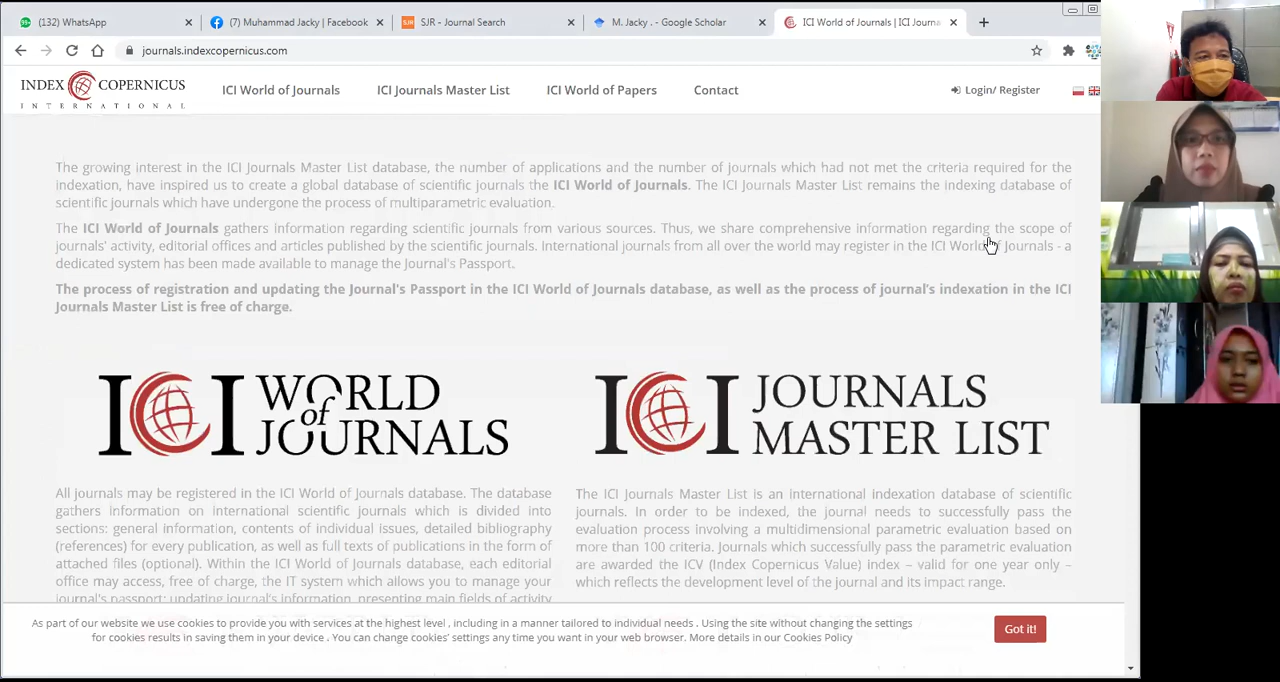 (132) WhatsApp
(7) Muhammad Jacky | Facebook
SJR - Journal Search
M. Jacky . - Google Scholar
ICI World of Journals | ICI Journa
journals.indexcopernicus.com
INDEX COPERNICUS
INTERNATIONAL
ICI World of Journals
ICI Journals Master List
ICI World of Papers
Contact
Login/ Register
The growing interest in the ICI Journals Master List database, the number of applications and the number of journals which had not met the criteria required for the
indexation, have inspired us to create a global database of scientific journals the ICI World of Journals. The ICI Journals Master List remains the indexing database of
scientific journals which have undergone the process of multiparametric evaluation.
The ICI World of Journals gathers information regarding scientific journals from various sources. Thus, we share comprehensive information regarding the scope of
journals' activity, editorial offices and articles published by the scientific journals. International journals from all over the world may register in the ICI World of Journals - a
dedicated system has been made available to manage the Journal's Passport.
The process of registration and updating the Journal's Passport in the ICI World of Journals database, as well as the process of journal's indexation in the ICI
Journals Master List is free of charge.
ICI WORLD of JOURNALS
ICI JOURNALS MASTER LIST
All journals may be registered in the ICI World of Journals database. The database
gathers information on international scientific journals which is divided into
sections: general information, contents of individual issues, detailed bibliography
(references) for every publication, as well as full texts of publications in the form of
attached files (optional). Within the ICI World of Journals database, each editorial
office may access, free of charge, the IT system which allows you to manage your
journal's passport: updating journal's information, presenting main fields of activity
The ICI Journals Master List is an international indexation database of scientific
journals. In order to be indexed, the journal needs to successfully pass the
evaluation process involving a multidimensional parametric evaluation based on
more than 100 criteria. Journals which successfully pass the parametric evaluation
are awarded the ICV (Index Copernicus Value) index – valid for one year only –
which reflects the development level of the journal and its impact range.
As part of our website we use cookies to provide you with services at the highest level , including in a manner tailored to individual needs . Using the site without changing the settings
for cookies results in saving them in your device . You can change cookies' settings any time you want in your web browser. More details in our Cookies Policy
Got it!